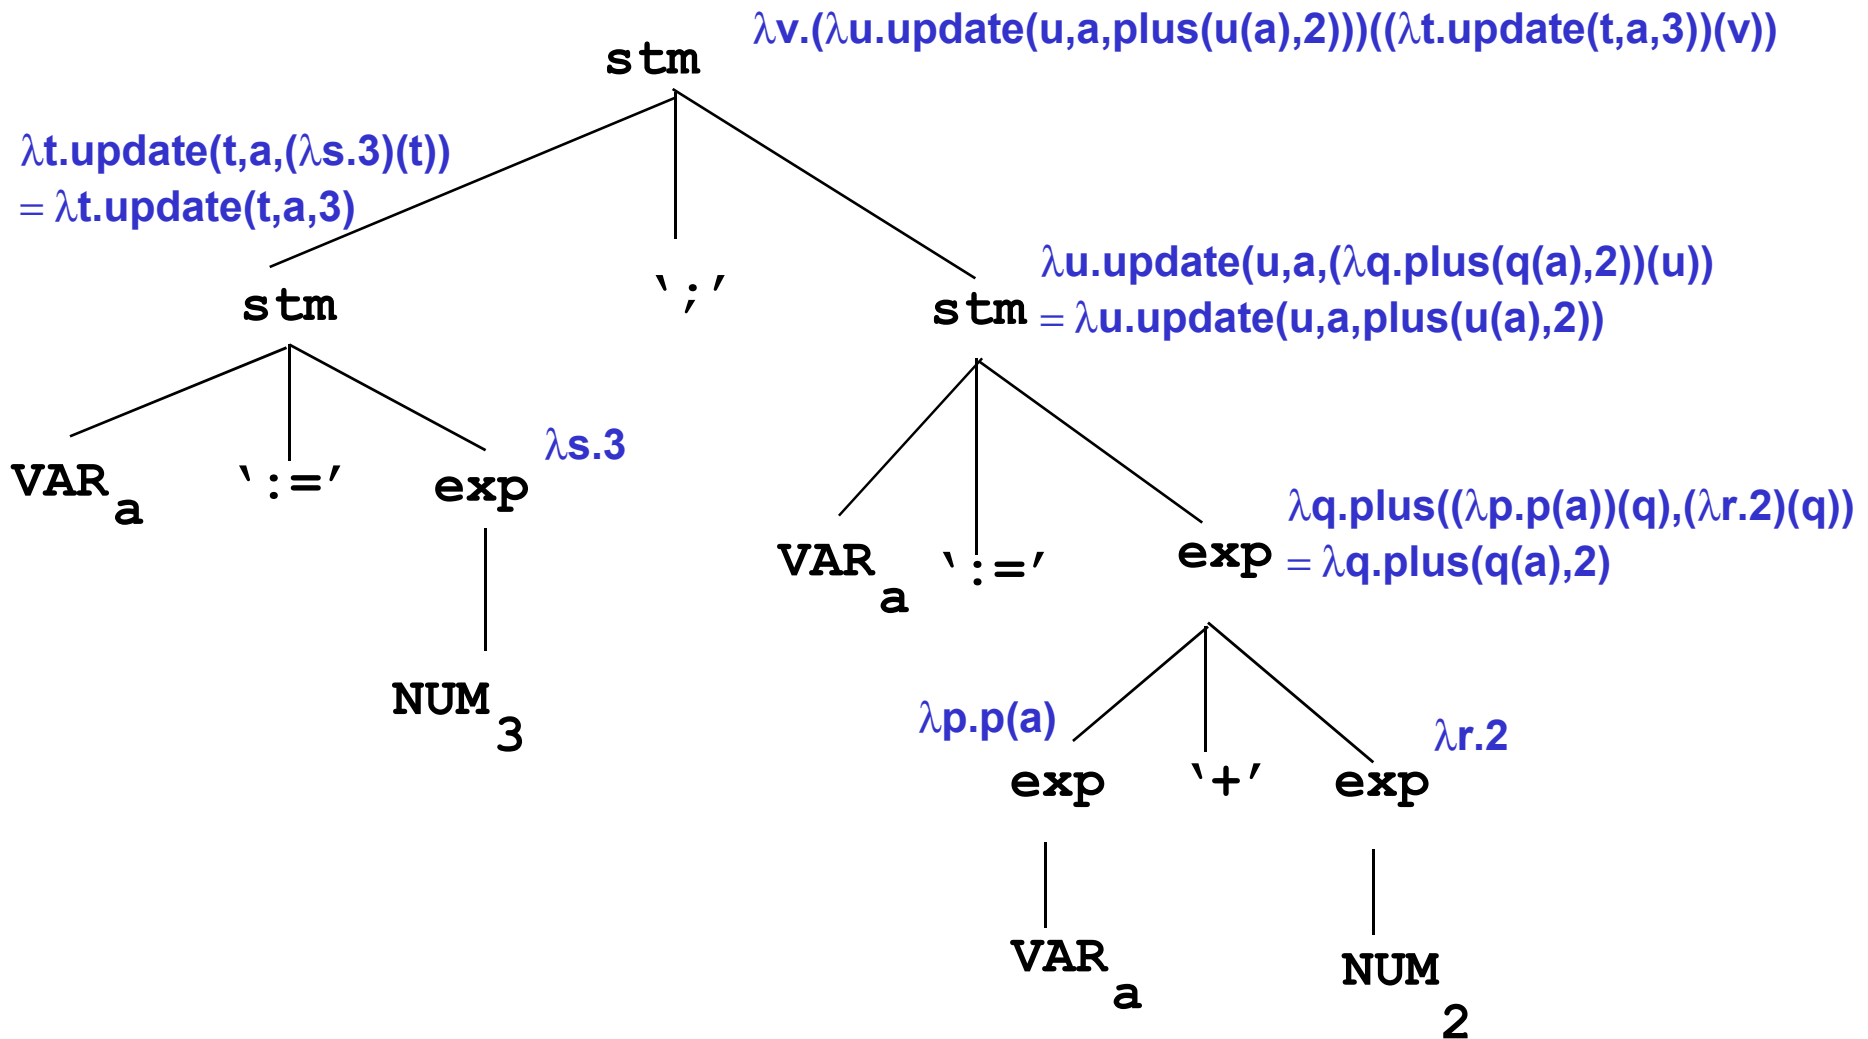 λv.(λu.update(u,a,plus(u(a),2)))((λt.update(t,a,3))(v))
stm
λt.update(t,a,(λs.3)(t))
= λt.update(t,a,3)
λu.update(u,a,(λq.plus(q(a),2))(u))
= λu.update(u,a,plus(u(a),2))
stm
‵;′
stm
λs.3
VAR a
‵:=′
exp
λq.plus((λp.p(a))(q),(λr.2)(q))
= λq.plus(q(a),2)
VAR a
‵:=′
exp
NUM 3
λp.p(a)
λr.2
exp
‵+′
exp
VAR a
NUM 2